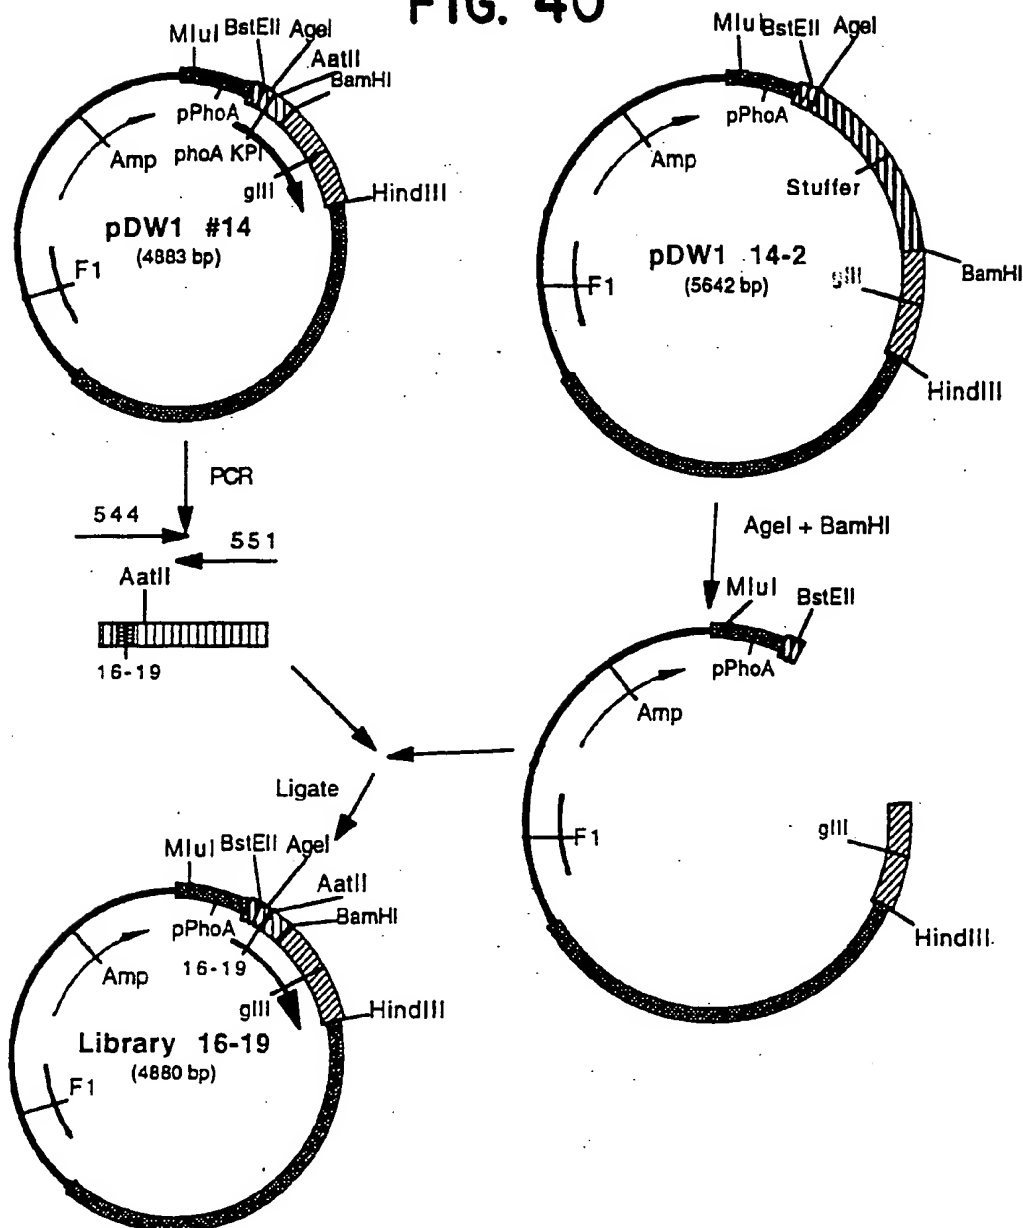 FIG. 40
MluI
BstEII
AgeI
AatII
BamHI
pPhoA
phoA KPI
Amp
gIII
HindIII
pDW1 #14
(4883 bp)
F1
MluI
BstEII
AgeI
pPhoA
Amp
Stuffer
pDW1 14-2
(5642 bp)
BamHI
gIII
F1
HindIII
PCR
544
551
AatII
16-19
AgeI + BamHI
MluI
BstEII
pPhoA
Amp
F1
gIII
HindIII.
Ligate
MluI
BstEII
AgeI
AatII
BamHI
pPhoA
16-19
Amp
gIII
HindIII
Library 16-19
(4880 bp)
F1